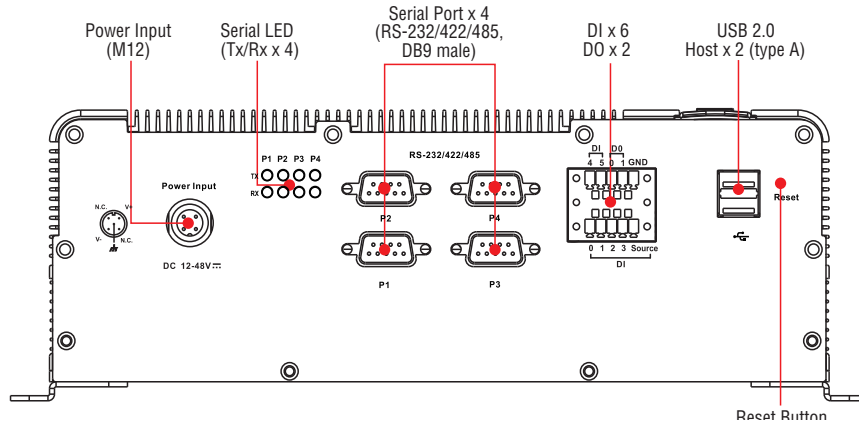 Power Input
(M12)
Serial LED
(Tx/Rx x 4)
Serial Port x 4
(RS-232/422/485,
DB9 male)
DI x 6
DO x 2
USB 2.0
Host x 2 (type A)
P1 P2 P3 P4
TX
RX
RS-232/422/485
DI D0
4 5 0 1 GND
Power Input
N.C. V+
V- N.C.
DC 12-48V
P2
P4
P1
P3
0 1 2 3 Source
DI
Reset
Reset Button